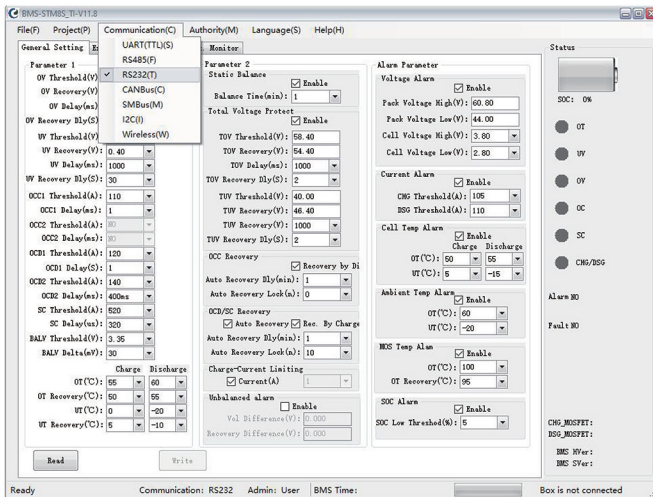 BMS-STM8S_TI-V11.8
File(F) Project(P) Communication(C) Authority(M) Language(S) Help(H)
UART(TTL)(S)
RS485(F)
RS232(T)
CANBus(C)
SMBus(M)
I2C(I)
Wireless(W)
General Setting Monitor
Parameter 1
OV Threshold(V)
OV Recovery(V)
OV Delay(ms)
OV Recovery Dly(S)
UV Threshold(V)
UV Recovery(V): 0.40
UV Delay(ms): 1000
UV Recovery Dly(S): 30
OCC1 Threshold(A): 110
OCC1 Delay(ms): 1
OCC2 Threshold(A): NO
OCC2 Delay(ms): NO
OCD1 Threshold(A): 120
OCD1 Delay(S): 1
OCD2 Threshold(A): 140
OCD2 Delay(ms): 400ms
SC Threshold(A): 520
SC Delay(us): 320
BALV Threshold(V): 3.35
BALV Delta(mV): 30
Charge Discharge
OT(℃): 55 60
OT Recovery(℃): 50 55
UT(℃): 0 -20
UT Recovery(℃): 5 -10
Read Write
Parameter 2
Static Balance
Enable
Balance Time(min): 1
Total Voltage Protect
Enable
TOV Threshold(V): 58.40
TOV Recovery(V): 54.40
TOV Delay(ms): 1000
TOV Recovery Dly(S): 2
TUV Threshold(V): 40.00
TUV Recovery(V): 46.40
TUV Recovery(V): 1000
TUV Recovery Dly(S): 2
OCC Recovery
Recovery by Di
Auto Recovery Dly(min): 1
Auto Recovery Lock(n): 0
OCD/SC Recovery
Auto Recovery Rec. By Charge
Auto Recovery Dly(min): 1
Auto Recovery Lock(n): 10
Charge-Current Limiting
Current(A) 1
Unbalanced alarm
Enable
Vol Difference(V): 0.000
Recovery Difference(V): 0.000
Alarm Parameter
Voltage Alarm
Enable
Pack Voltage High(V): 60.80
Pack Voltage Low(V): 44.00
Cell Voltage High(V): 3.80
Cell Voltage Low(V): 2.80
Current Alarm
Enable
CHG Threshold(A): 105
DSG Threshold(A): 110
Cell Temp Alarm
Enable
Charge Discharge
OT(℃): 50 55
UT(℃): 5 -15
Ambient Temp Alarm
Enable
OT(℃): 60
UT(℃): -20
MOS Temp Alam
Enable
OT(℃): 100
OT Recovery(℃): 95
SOC Alarm
Enable
SOC Low Threshod(%): 5
Status
SOC: 0%
OT
UV
OV
OC
SC
CHG/DSG
Alarm NO
Fault NO
CHG_MOSFET:
DSG_MOSFET:
BMS HVer:
BMS SVer:
Ready Communication: RS232 Admin: User BMS Time: Box is not connected